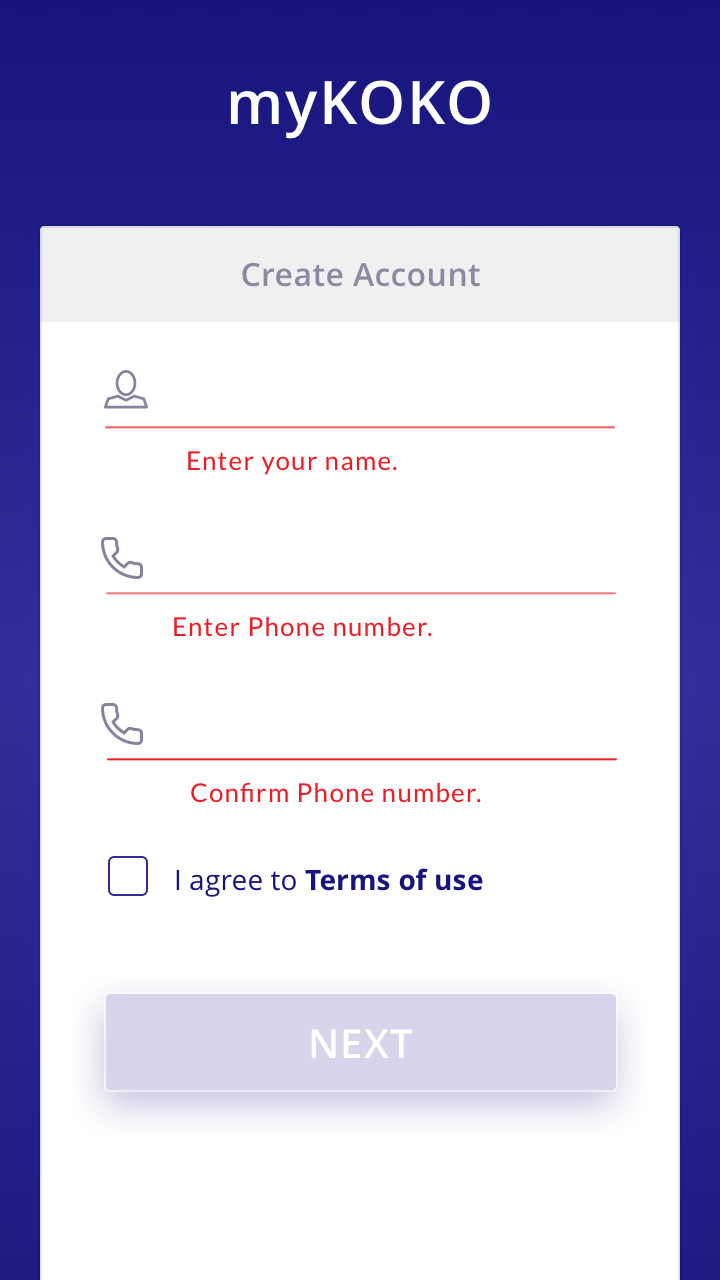 myKOKO
Create Account
Enter your name.
Enter Phone number.
Confirm Phone number.
I agree to Terms of use
NEXT